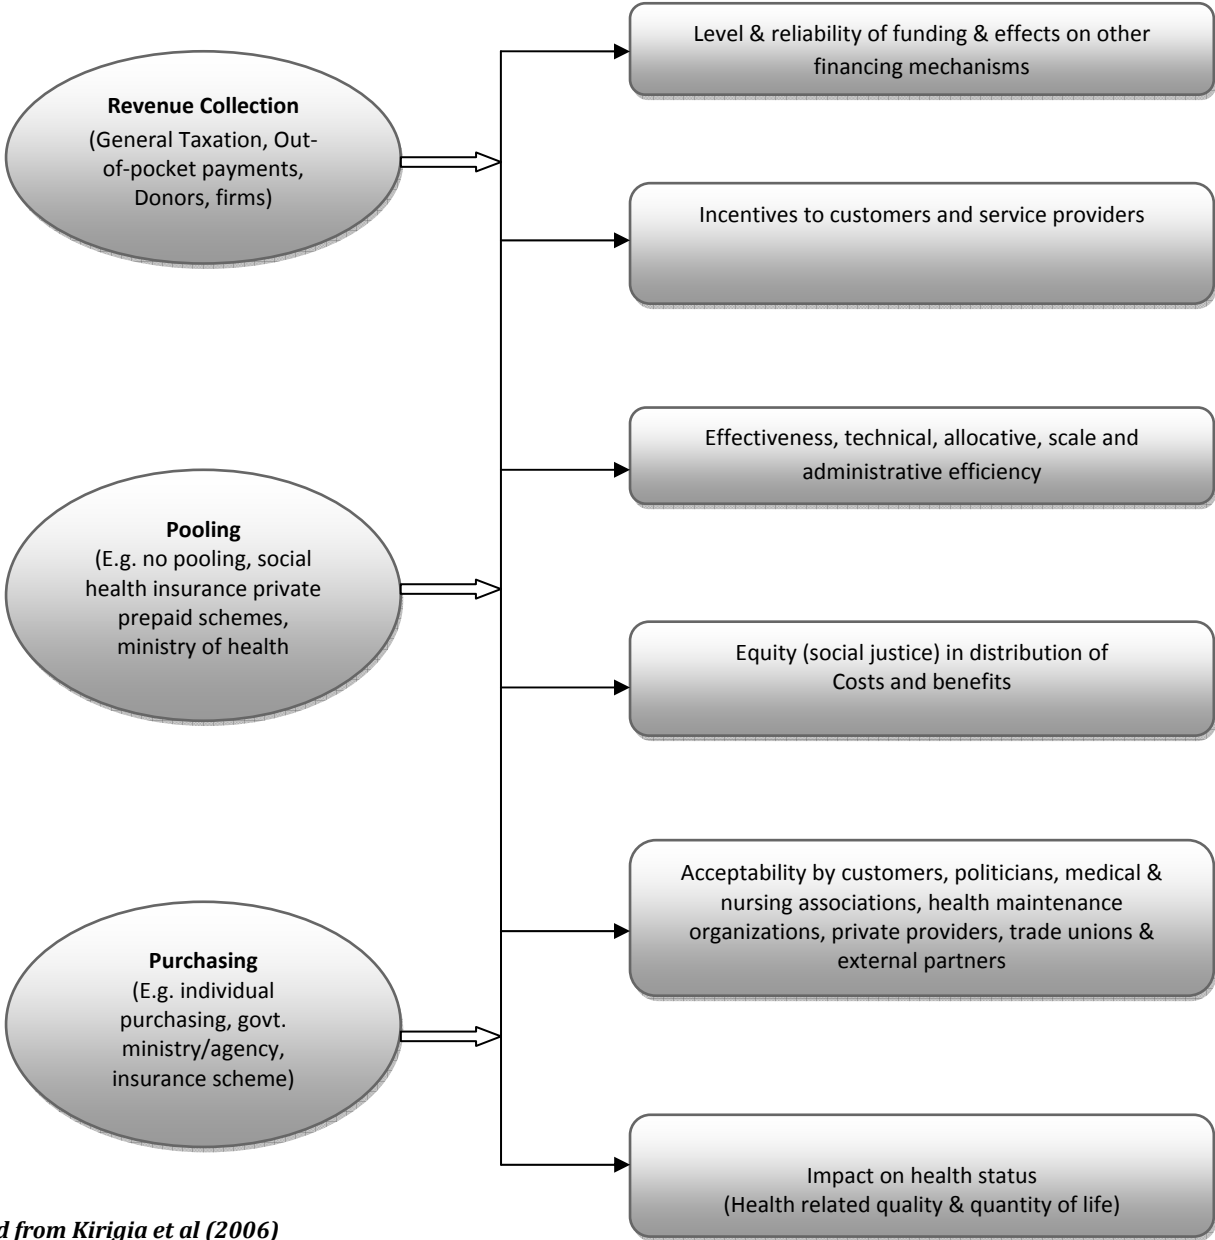 Revenue Collection
(General Taxation, Out-
of-pocket payments,
Donors, firms)
Pooling
(E.g. no pooling, social
health insurance private
prepaid schemes,
ministry of health
Purchasing
(E.g. individual
purchasing, govt.
ministry/agency,
insurance scheme)
Level & reliability of funding & effects on other
financing mechanisms
Incentives to customers and service providers
Effectiveness, technical, allocative, scale and
administrative efficiency
Equity (social justice) in distribution of
Costs and benefits
Acceptability by customers, politicians, medical &
nursing associations, health maintenance
organizations, private providers, trade unions &
external partners
Impact on health status
(Health related quality & quantity of life)
from Kirigia et al (2006)